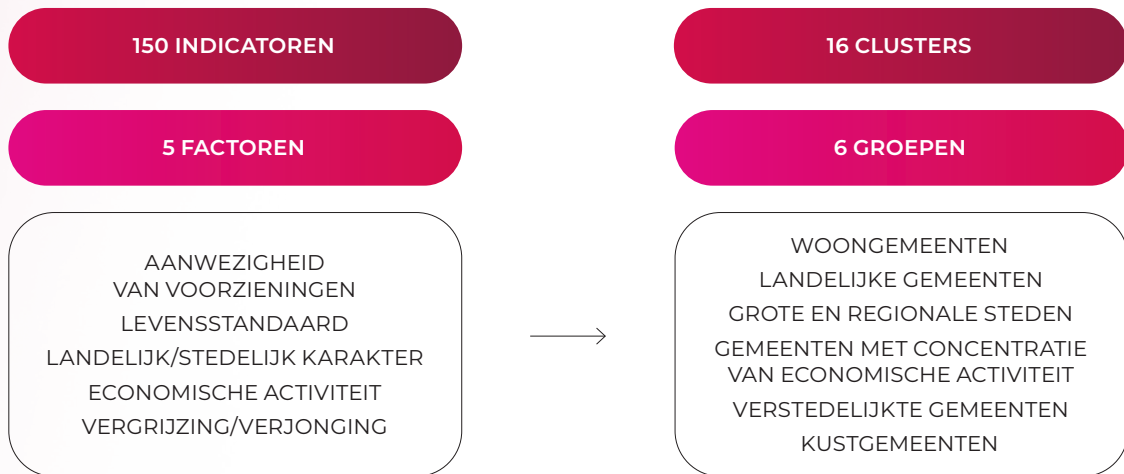 150 INDICATOREN
5 FACTOREN
AANWEZIGHEID
VAN VOORZIENINGEN
LEVENSSTANDAARD
LANDELIJK/STEDELIJK KARAKTER
ECONOMISCHE ACTIVITEIT
VERGRIJZING/VERJONGING
16 CLUSTERS
6 GROEPEN
WOONGEMEENTEN
LANDELIJKE GEMEENTEN
GROTE EN REGIONALE STEDEN
GEMEENTEN MET CONCENTRATIE
VAN ECONOMISCHE ACTIVITEIT
VERSTEDELIJKTE GEMEENTEN
KUSTGEMEENTEN